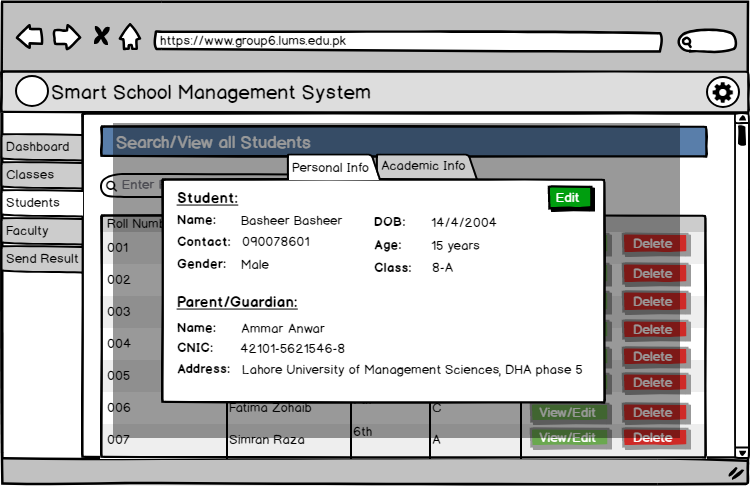 https://www.group6.lums.edu.pk
Smart School Management System
Dashboard
Classes
Students
Faculty
Send Result
Search/View all Students
Enter
Personal Info
Academic Info
Student:
Edit
Name: Basheer Basheer DOB: 14/4/2004
Contact: 090078601 Age: 15 years
Gender: Male Class: 8-A
Parent/Guardian:
Name: Ammar Anwar
CNIC: 42101-5621546-8
Address: Lahore University of Management Sciences, DHA phase 5
Roll Numb
001 Delete
002 Delete
003 Delete
004 Delete
Delete
005 Delete
006 Fatima Zohaib C View/Edit Delete
007 Simran Raza 6th A View/Edit Delete